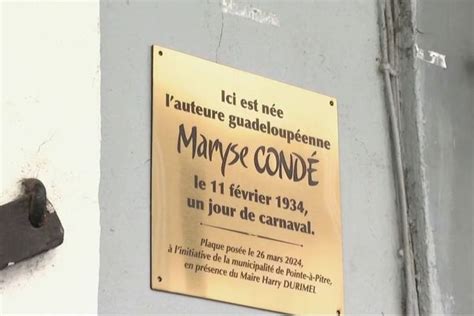 Ici est née
l'auteure guadeloupéenne
Maryse CONDÉ
le 11 février 1934,
un jour de carnaval.
Plaque posée le 26 mars 2024,
à l'initiative de la municipalité de Pointe-à-Pitre,
en présence du Maire Harry DURIMEL